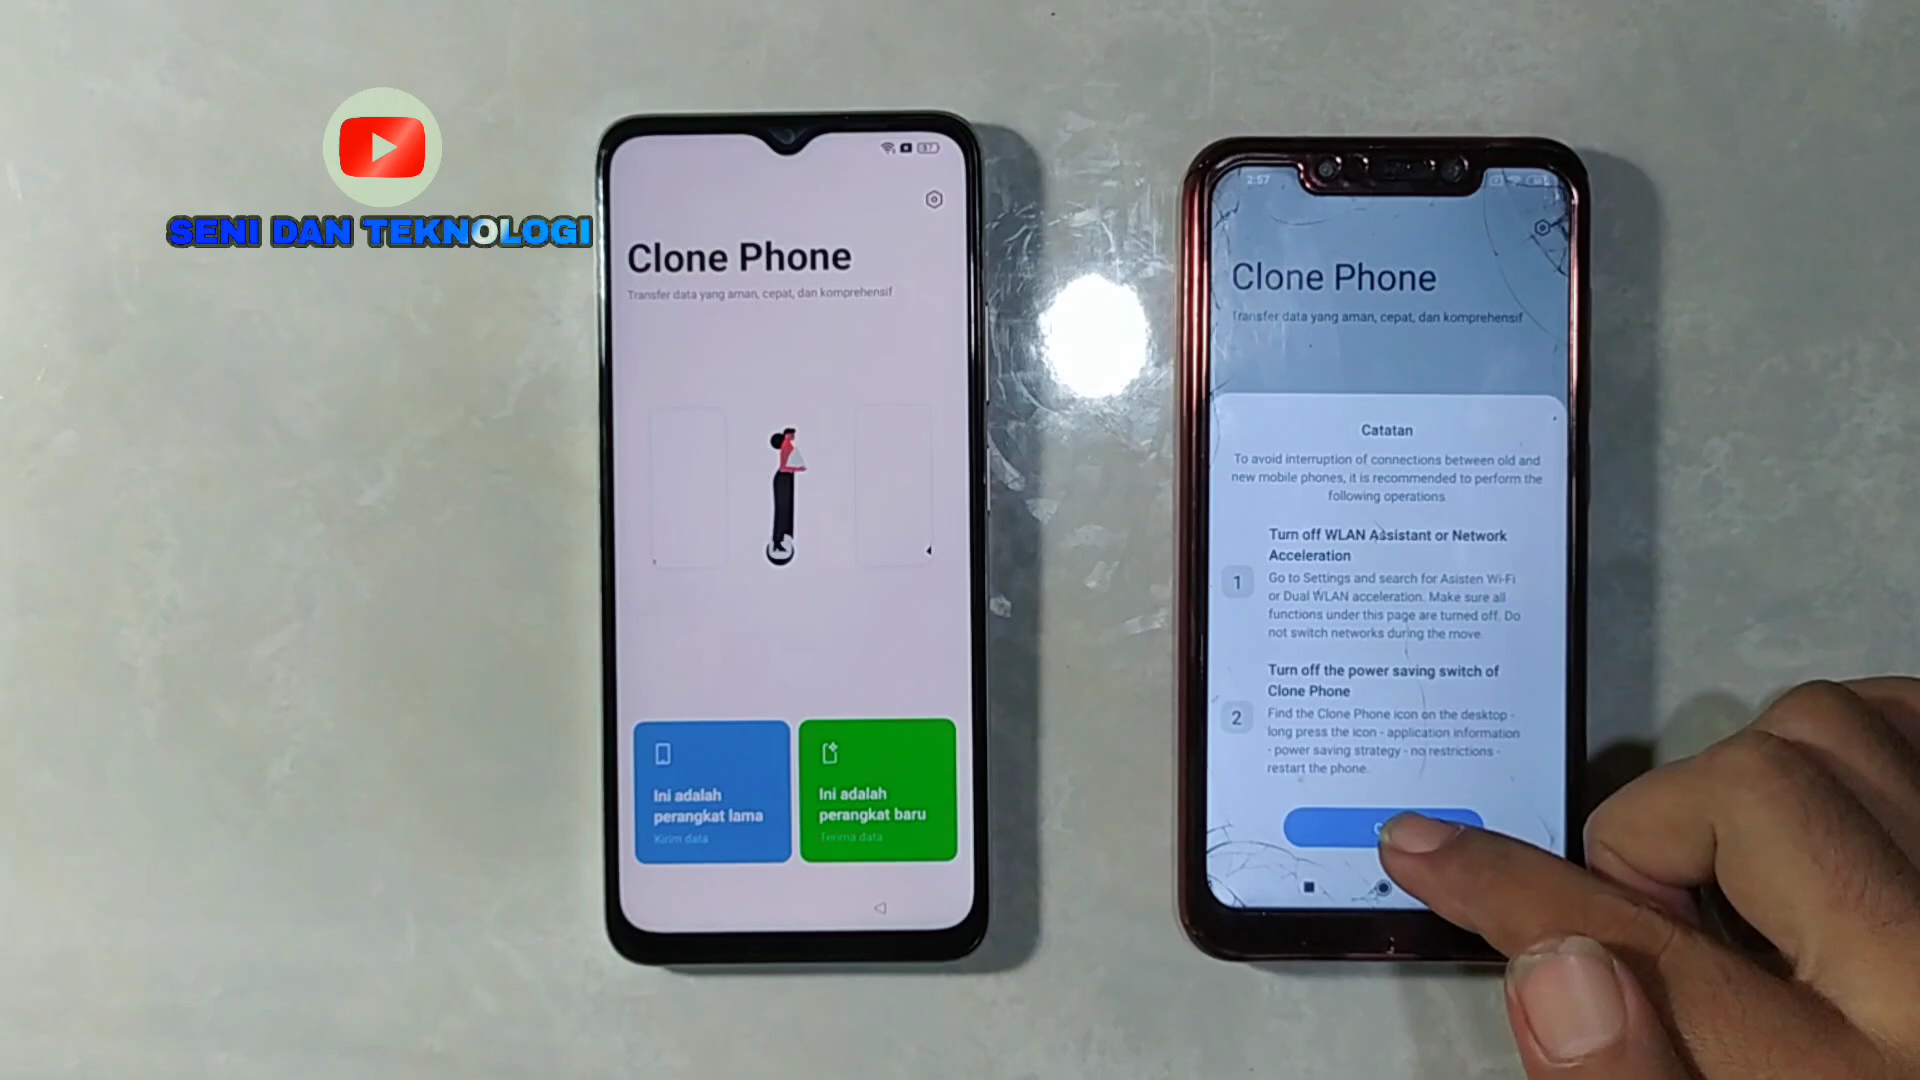 SENI DAN TEKNOLOGI
Clone Phone
Transfer data yang aman, cepat, dan komprehensif
Ini adalah
perangkat lama
Kirim data
Ini adalah
perangkat baru
Terima data
2:57
Clone Phone
Transfer data yang aman, cepat, dan komprehensif
Catatan
To avoid interruption of connections between old and
new mobile phones, it is recommended to perform the
following operations
Turn off WLAN Assistant or Network
Acceleration
1
Go to Settings and search for Asisten Wi-Fi
or Dual WLAN acceleration. Make sure all
functions under this page are turned off. Do
not switch networks during the move.
Turn off the power saving switch of
Clone Phone
2
Find the Clone Phone icon on the desktop -
long press the icon - application information
- power saving strategy - no restrictions -
restart the phone.